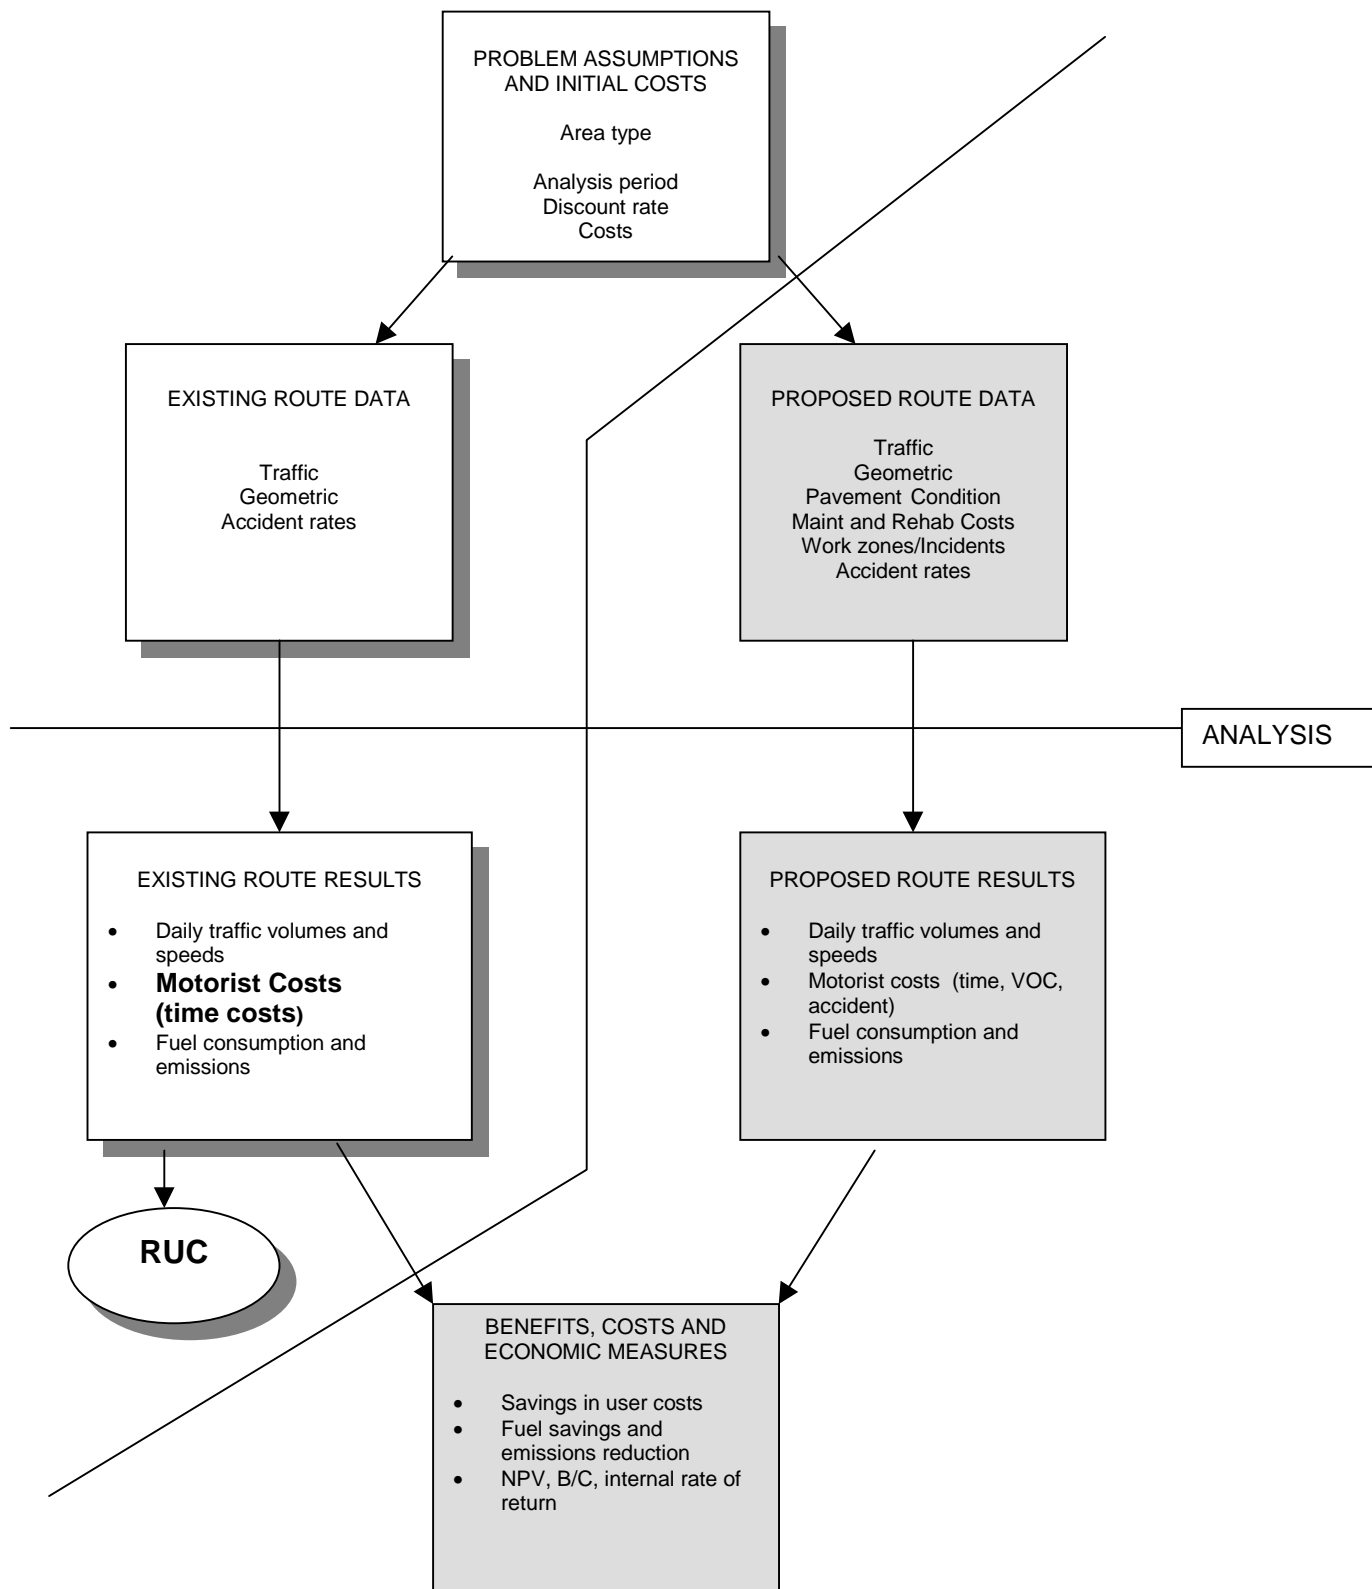 PROBLEM ASSUMPTIONS
AND INITIAL COSTS
Area type
Analysis period
Discount rate
Costs
EXISTING ROUTE DATA
Traffic
Geometric
Accident rates
PROPOSED ROUTE DATA
Traffic
Geometric
Pavement Condition
Maint and Rehab Costs
Work zones/Incidents
Accident rates
ANALYSIS
EXISTING ROUTE RESULTS
• Daily traffic volumes and
speeds
• Motorist Costs
(time costs)
• Fuel consumption and
emissions
PROPOSED ROUTE RESULTS
• Daily traffic volumes and
speeds
• Motorist costs (time, VOC,
accident)
• Fuel consumption and
emissions
RUC
BENEFITS, COSTS AND
ECONOMIC MEASURES
• Savings in user costs
• Fuel savings and
emissions reduction
• NPV, B/C, internal rate of
return